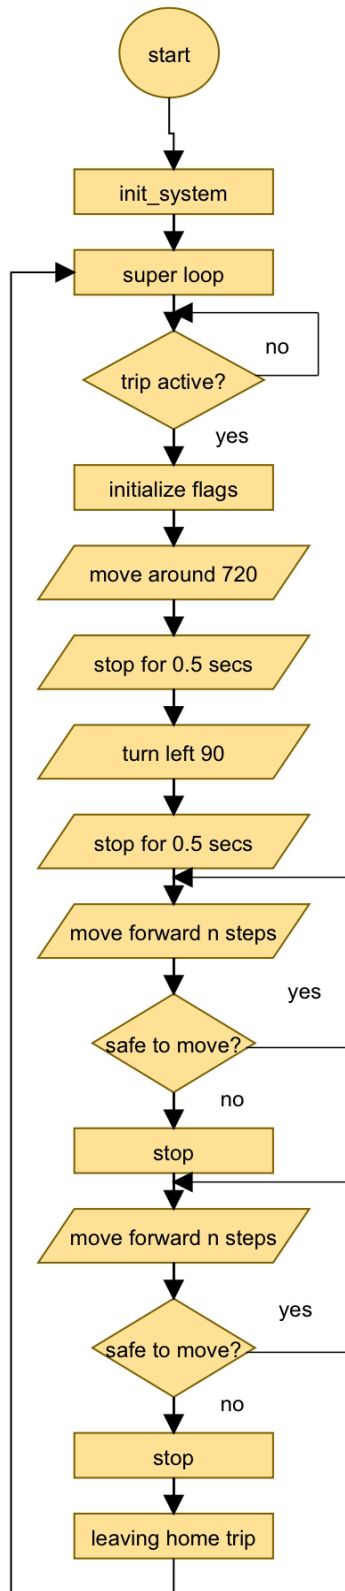 start
init_system
super loop
no
trip active?
yes
initialize flags
move around 720
stop for 0.5 secs
turn left 90
stop for 0.5 secs
move forward n steps
yes
safe to move?
no
stop
move forward n steps
yes
safe to move?
no
stop
leaving home trip